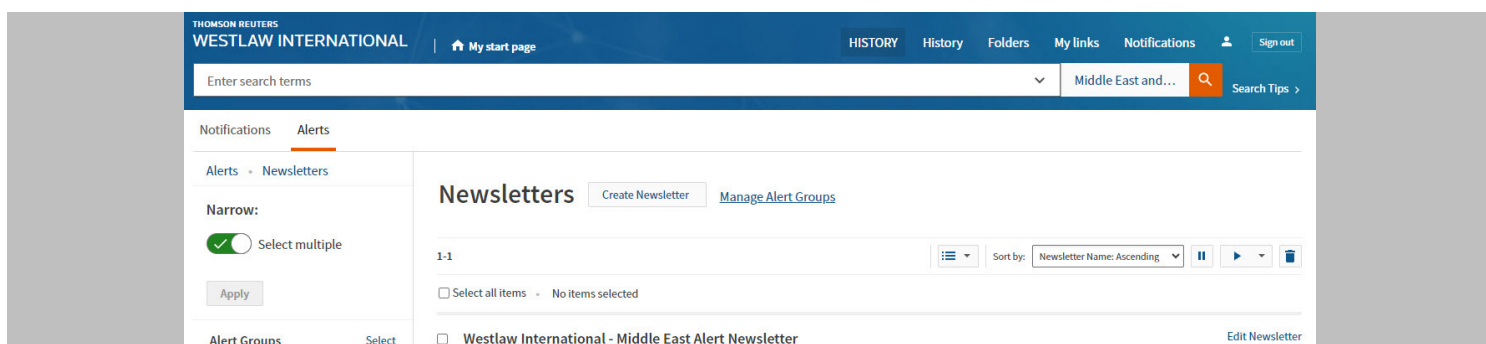 THOMSON REUTERS
WESTLAW INTERNATIONAL
My start page
HISTORY History Folders My links Notifications Sign out
Enter search terms
Middle East and...
Search Tips
Notifications Alerts
Alerts • Newsletters
Narrow:
Select multiple
Apply
Alert Groups Select
Newsletters Create Newsletter Manage Alert Groups
1-1
Sort by: Newsletter Name: Ascending
Select all items • No items selected
Westlaw International - Middle East Alert Newsletter
Edit Newsletter